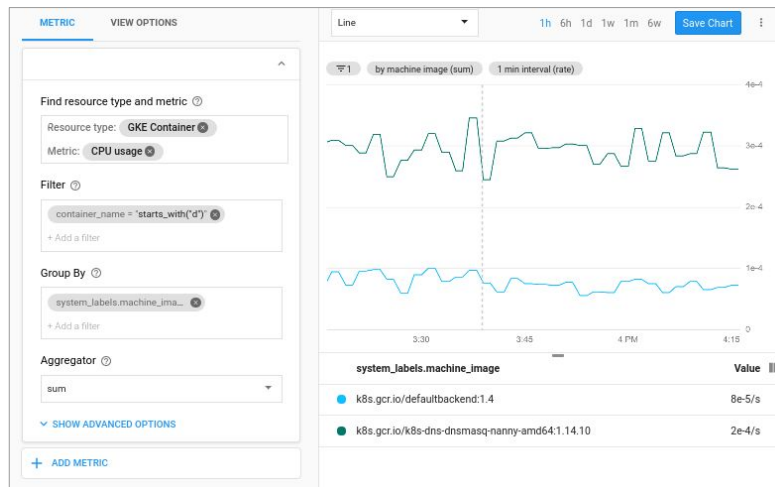 METRIC VIEW OPTIONS
Find resource type and metric
Resource type: GKE Container
Metric: CPU usage
Filter
container_name = "starts_with("d")"
+ Add a filter
Group By
system_labels.machine_ima...
+ Add a filter
Aggregator
sum
SHOW ADVANCED OPTIONS
+ ADD METRIC
Line
1h 6h 1d 1w 1m 6w
Save Chart
1 by machine image (sum) 1 min interval (rate)
4e-4
3e-4
2e-4
1e-4
0
3:30 3:45 4 PM 4:15
system_labels.machine_image Value
k8s.gcr.io/defaultbackend:1.4 8e-5/s
k8s.gcr.io/k8s-dns-dnsmasq-nanny-amd64:1.14.10 2e-4/s